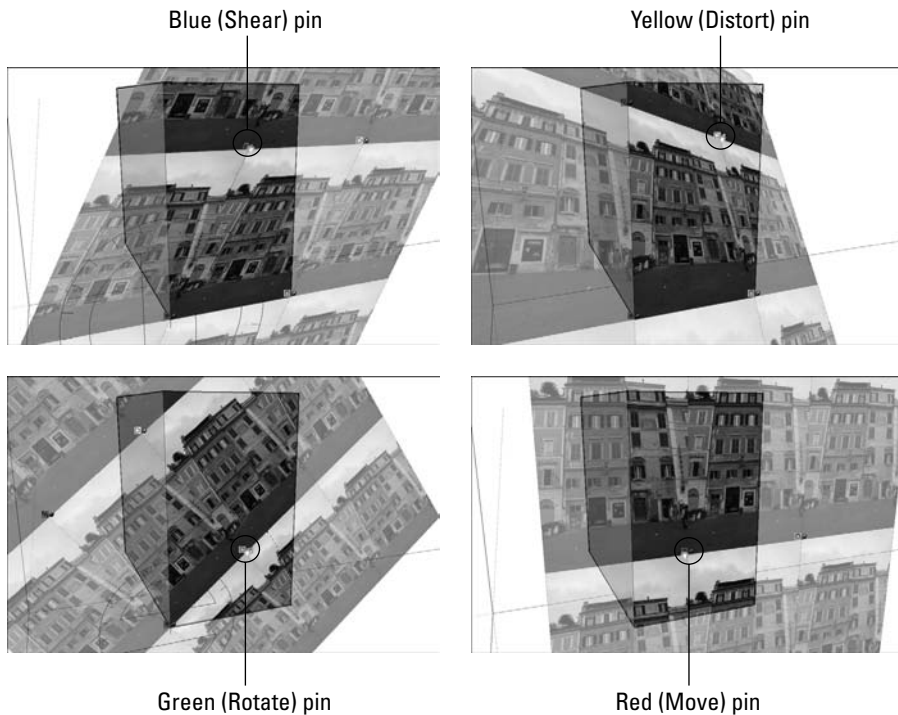 Blue (Shear) pin
Yellow (Distort) pin
Green (Rotate) pin
Red (Move) pin